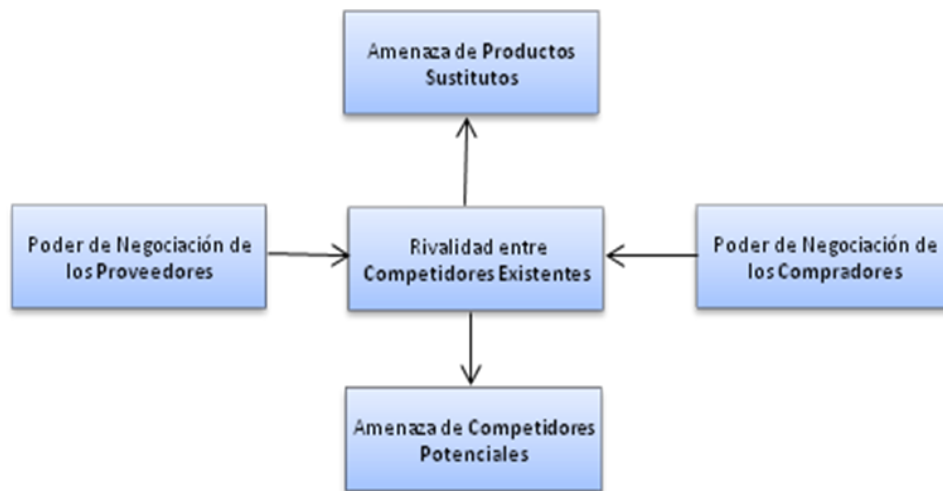 Amenaza de Productos
Sustitutos
Poder de Negociación de
los Proveedores
Rivalidad entre
Competidores Existentes
Poder de Negociación de
los Compradores
Amenaza de Competidores
Potenciales